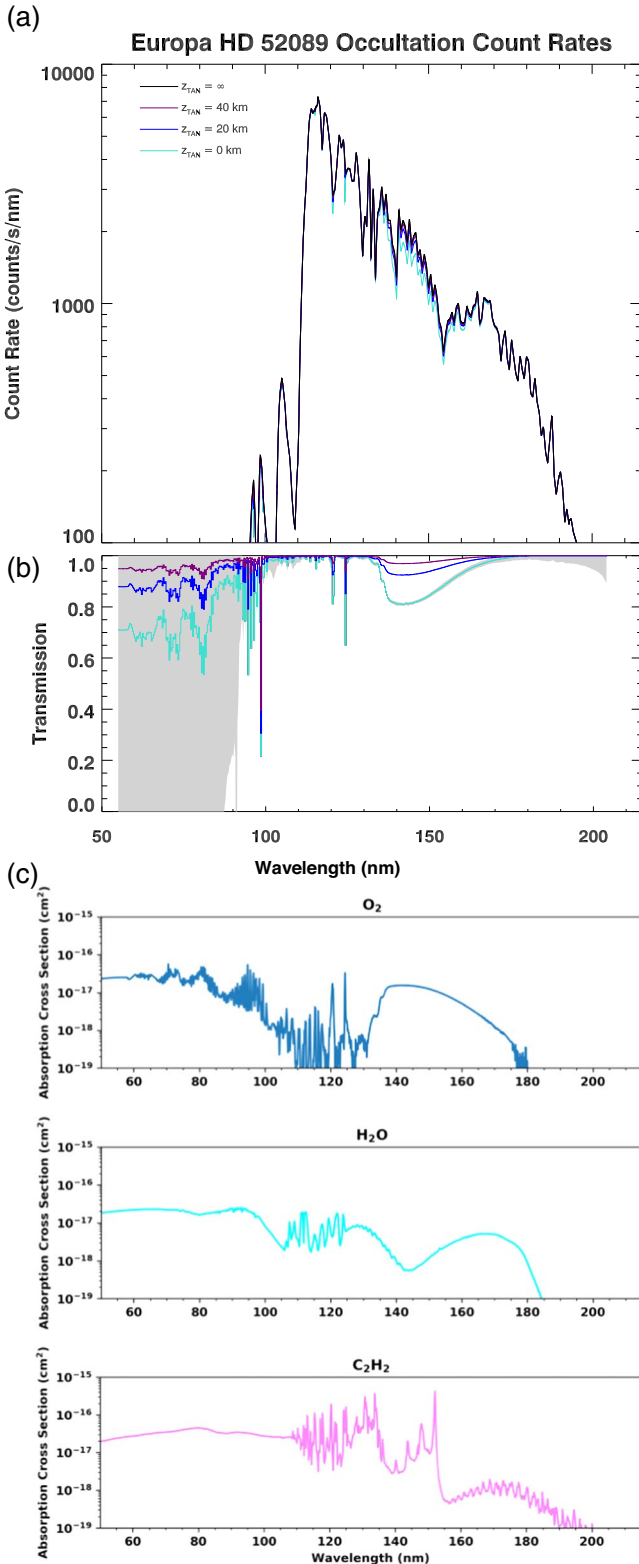 (a)
Europa HD 52089 Occultation Count Rates
10000
z_TAN = ∞
z_TAN = 40 km
z_TAN = 20 km
z_TAN = 0 km
Count Rate (counts/s/nm)
1000
100
(b)
1.0
0.8
0.6
0.4
0.2
0.0
Transmission
50 100 150 200
Wavelength (nm)
(c)
O₂
Absorption Cross Section (cm²)
10⁻¹⁵
10⁻¹⁶
10⁻¹⁷
10⁻¹⁸
10⁻¹⁹
60 80 100 120 140 160 180 200
H₂O
Absorption Cross Section (cm²)
10⁻¹⁵
10⁻¹⁶
10⁻¹⁷
10⁻¹⁸
10⁻¹⁹
60 80 100 120 140 160 180 200
C₂H₂
Absorption Cross Section (cm²)
10⁻¹⁵
10⁻¹⁶
10⁻¹⁷
10⁻¹⁸
10⁻¹⁹
60 80 100 120 140 160 180 200
Wavelength (nm)